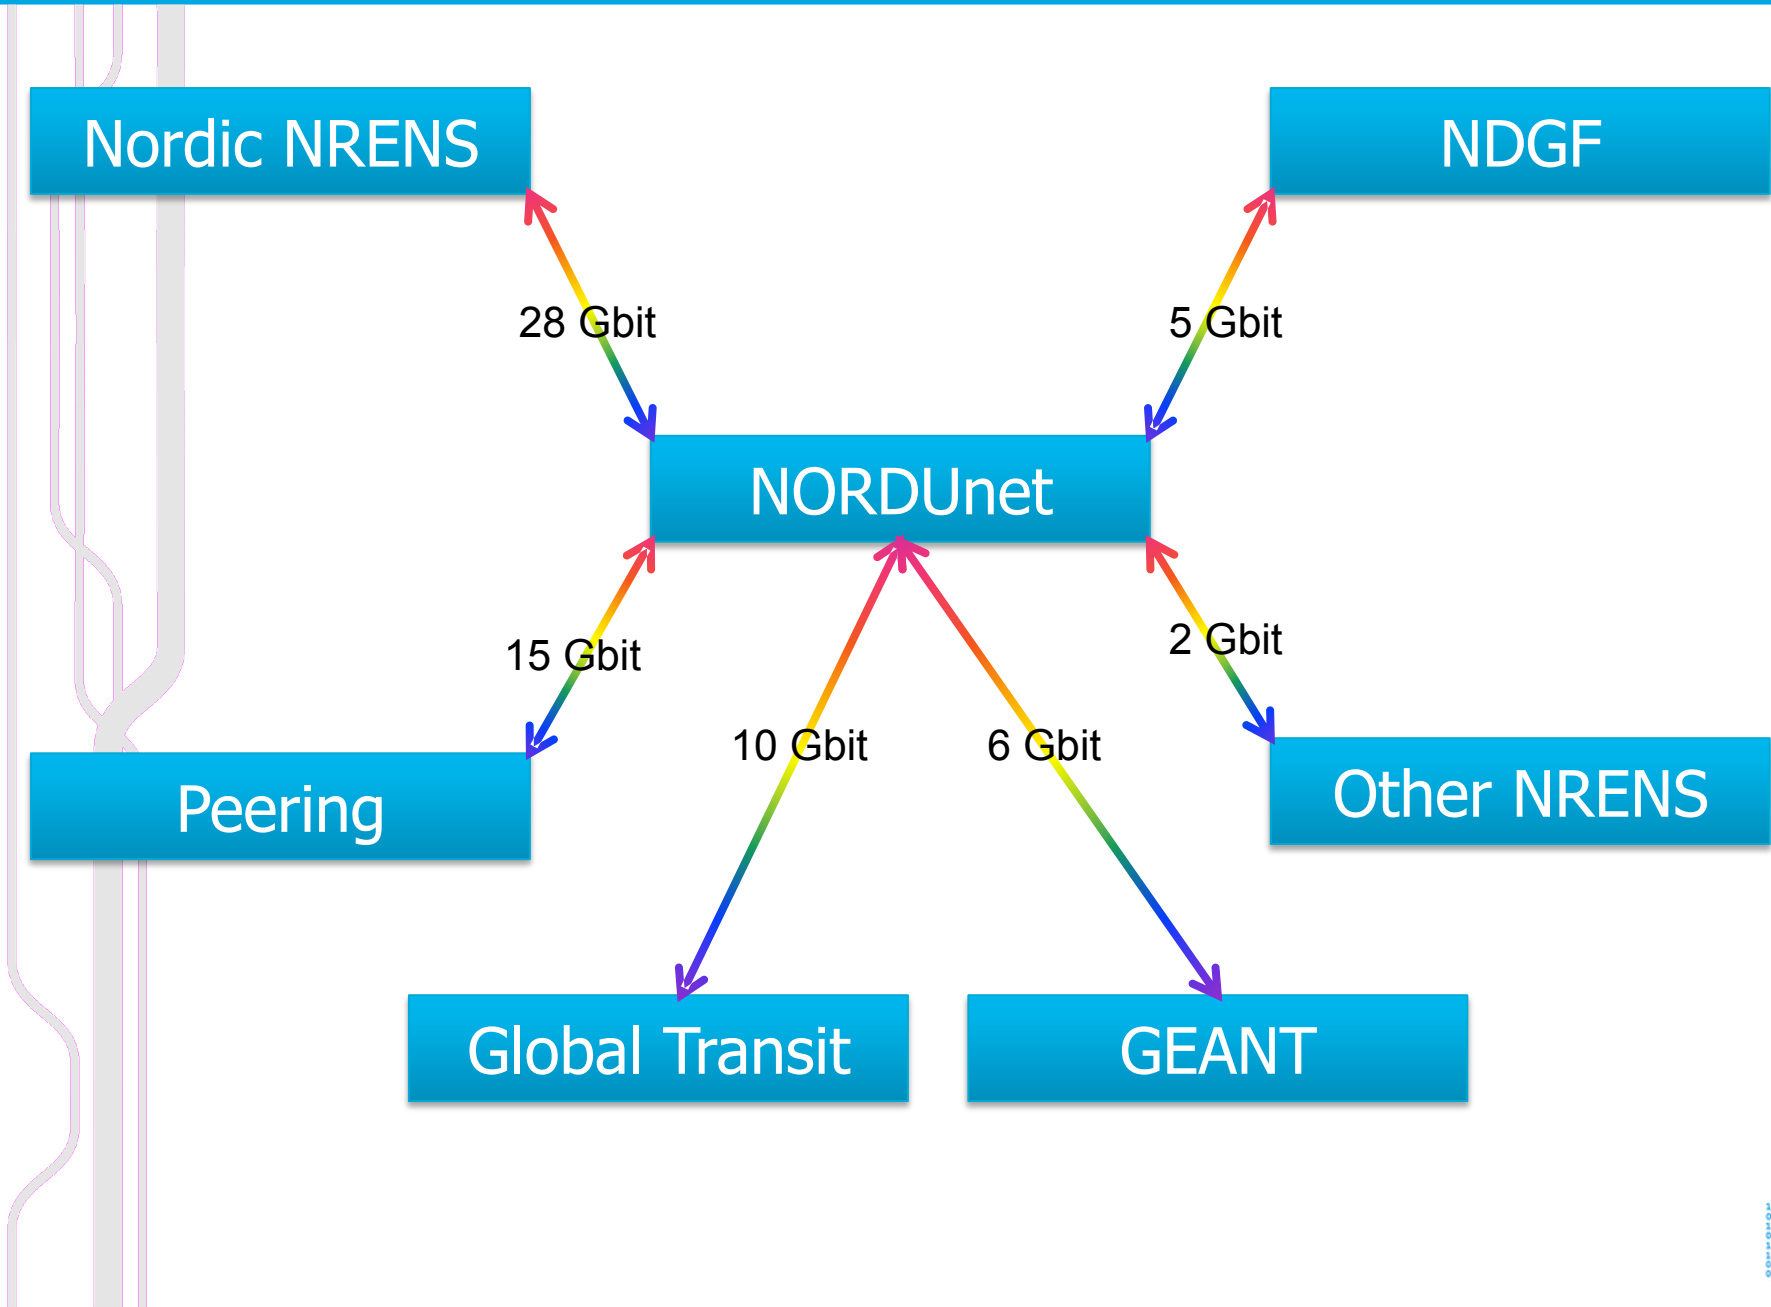 Nordic NRENS
NDGF
28 Gbit
5 Gbit
NORDUnet
15 Gbit
2 Gbit
10 Gbit
6 Gbit
Peering
Other NRENS
Global Transit
GEANT